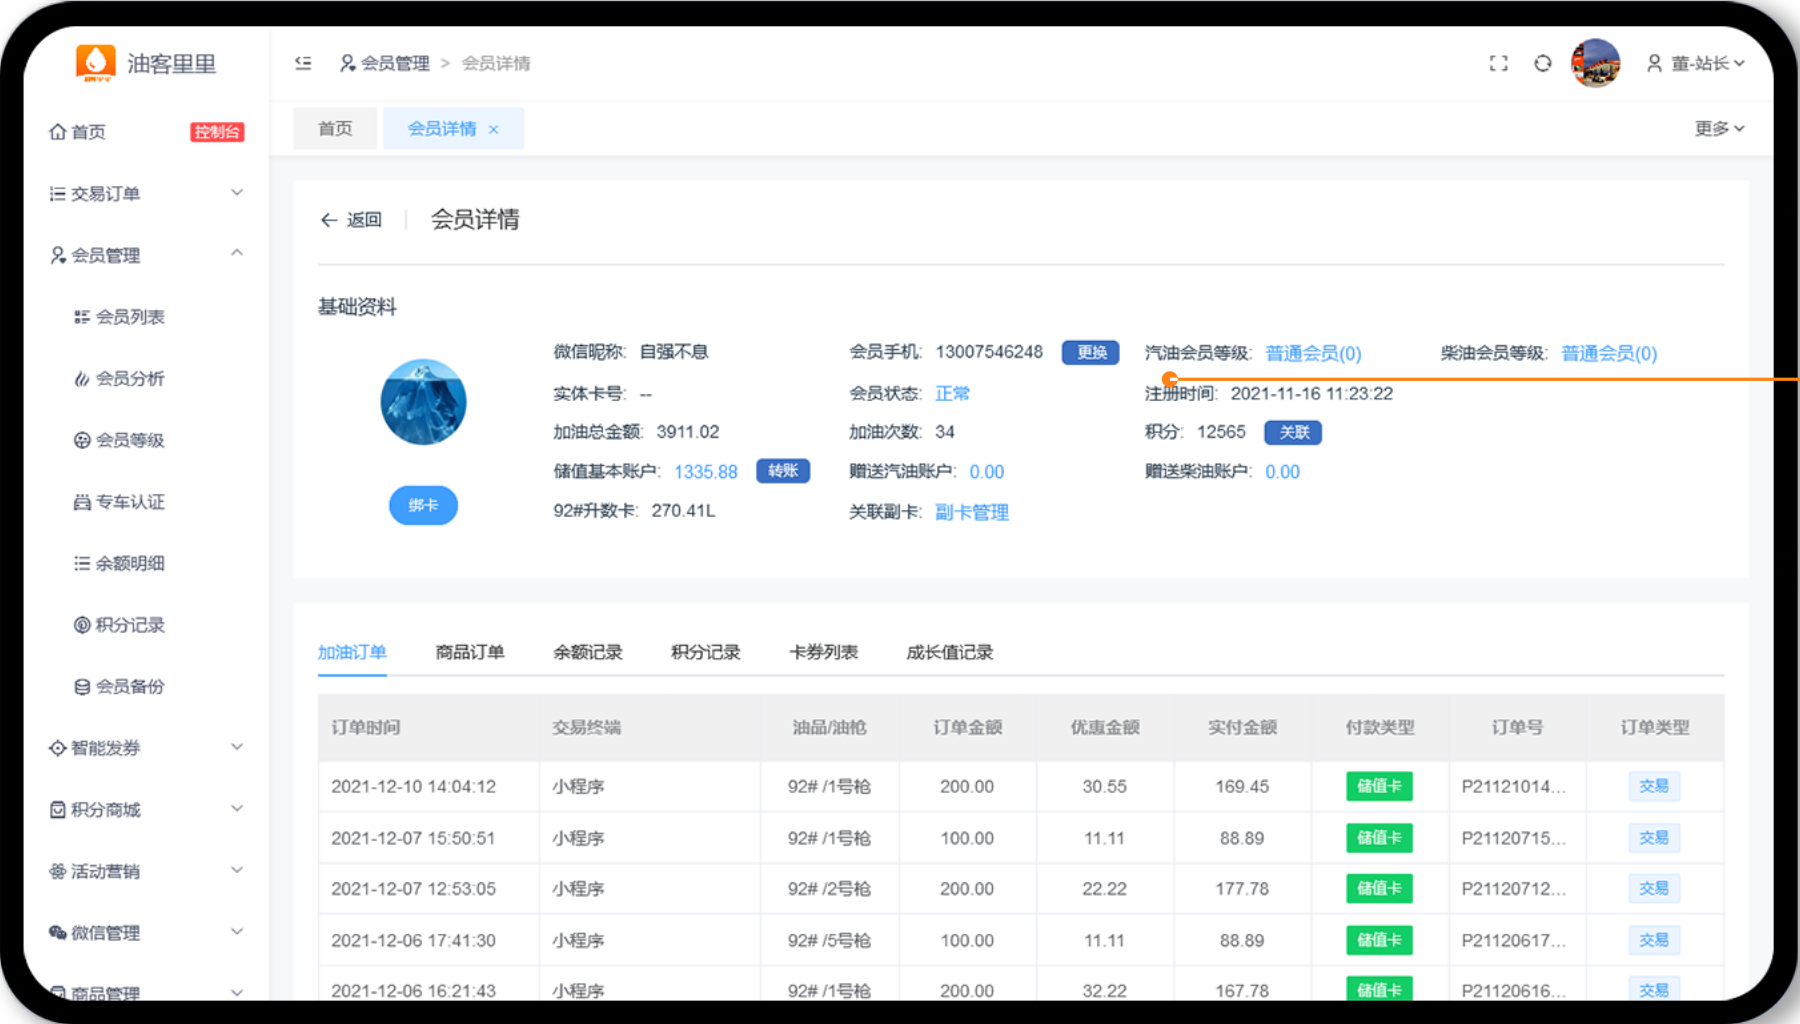 油客里里
会员管理 > 会员详情
董-站长
首页 控制台
首页
会员详情 ×
更多
交易订单
会员管理
会员列表
会员分析
会员等级
专车认证
余额明细
积分记录
会员备份
智能发券
积分商城
活动营销
微信管理
商品管理
返回
会员详情
基础资料
绑卡
微信昵称: 自强不息
会员手机: 13007546248 更换
汽油会员等级: 普通会员(0)
柴油会员等级: 普通会员(0)
实体卡号: --
会员状态: 正常
注册时间: 2021-11-16 11:23:22
加油总金额: 3911.02
加油次数: 34
积分: 12565 关联
储值基本账户: 1335.88 转账
赠送汽油账户: 0.00
赠送柴油账户: 0.00
92#升数卡: 270.41L
关联副卡: 副卡管理
加油订单 商品订单 余额记录 积分记录 卡券列表 成长值记录
订单时间 交易终端 油品/油枪 订单金额 优惠金额 实付金额 付款类型 订单号 订单类型
2021-12-10 14:04:12 小程序 92# /1号枪 200.00 30.55 169.45 储值卡 P21121014... 交易
2021-12-07 15:50:51 小程序 92# /1号枪 100.00 11.11 88.89 储值卡 P21120715... 交易
2021-12-07 12:53:05 小程序 92# /2号枪 200.00 22.22 177.78 储值卡 P21120712... 交易
2021-12-06 17:41:30 小程序 92# /5号枪 100.00 11.11 88.89 储值卡 P21120617... 交易
2021-12-06 16:21:43 小程序 92# /1号枪 200.00 32.22 167.78 储值卡 P21120616... 交易